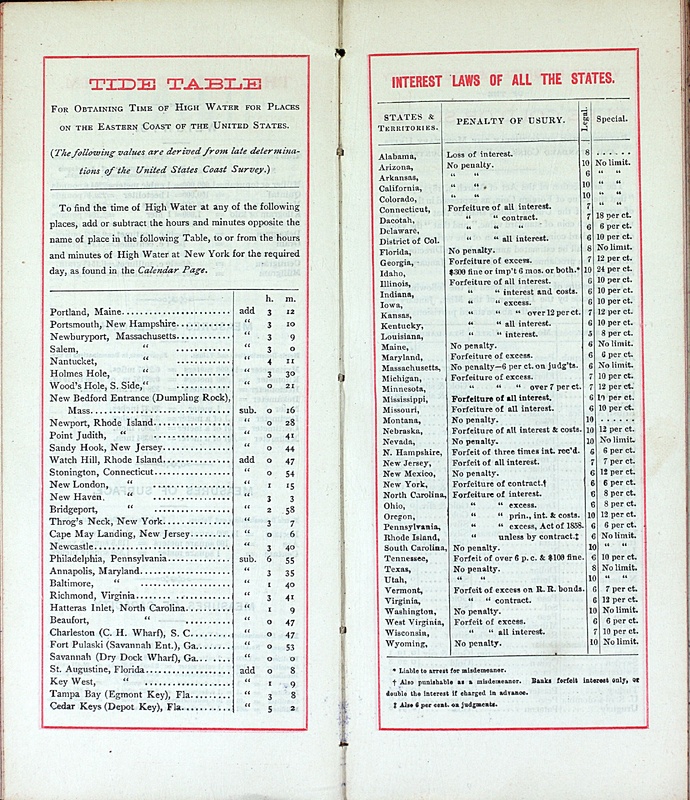 TIDE TABLE
FOR OBTAINING TIME OF HIGH WATER FOR PLACES
ON THE EASTERN COAST OF THE UNITED STATES.
(The following values are derived from late determina-
tions of the United States Coast Survey.)
To find the time of High Water at any of the following
places, add or subtract the hours and minutes opposite the
name of place in the following Table, to or from the hours
and minutes of High Water at New York for the required
day, as found in the Calendar Page.
h. m.
Portland, Maine........................ add 3 12
Portsmouth, New Hampshire............ “ 3 10
Newburyport, Massachusetts............ “ 3 9
Salem, “ ............ “ 3 0
Nantucket, “ ............ “ 4 11
Holmes Hole, “ ............ “ 3 30
Wood's Hole, S. Side, “ ............ “ 0 21
New Bedford Entrance (Dumpling Rock),
Mass............................... sub. 0 16
Newport, Rhode Island................. “ 0 28
Point Judith, “ ................. “ 0 41
Sandy Hook, New Jersey............... “ 0 44
Watch Hill, Rhode Island............... add 0 47
Stonington, Connecticut................ “ 0 54
New London, “ ................ “ 1 15
New Haven. “ ................ “ 3 3
Bridgeport, “ ................ “ 2 58
Throg's Neck, New York............... “ 3 7
Cape May Landing, New Jersey......... “ 0 6
Newcastle............................. “ 3 40
Philadelphia, Pennsylvania.............. sub. 6 55
Annapolis, Maryland................... “ 3 35
Baltimore, “ ................... “ 1 40
Richmond, Virginia.................... “ 3 41
Hatteras Inlet, North Carolina........... “ 1 9
Beaufort, “ ........... “ 0 47
Charleston (C. H. Wharf), S. C.......... “ 0 47
Fort Pulaski (Savannah Ent.), Ga........ “ 0 53
Savannah (Dry Dock Wharf), Ga........ “ 0 0
St. Augustine, Florida.................. add 0 8
Key West, “ .................. “ 1 9
Tampa Bay (Egmont Key), Fla.......... “ 3 8
Cedar Keys (Depot Key), Fla........... “ 5 2
INTEREST LAWS OF ALL THE STATES.
STATES & TERRITORIES. PENALTY OF USURY. Legal. Special.
Alabama, Loss of interest. 8 ......
Arizona, No penalty. 10 No limit.
Arkansas, “ “ 6 “ “
California, “ “ 10 “ “
Colorado, “ “ 10 “ “
Connecticut, Forfeiture of all interest. 7 “ “
Dacotah, “ “ contract. 7 18 per ct.
Delaware, “ “ “ 6 6 per ct.
District of Col. “ “ all interest. 6 10 per ct.
Florida, No penalty. 8 No limit.
Georgia, Forfeiture of excess. 7 12 per ct.
Idaho, $300 fine or imp't 6 mos. or both.* 10 24 per ct.
Illinois, Forfeiture of all interest. 6 10 per ct.
Indiana, “ “ interest and costs. 6 10 per ct.
Iowa, “ “ excess. 6 10 per ct.
Kansas, “ “ “ over 12 per ct. 7 12 per ct.
Kentucky, “ “ all interest. 6 10 per ct.
Louisiana, “ “ interest. 5 8 per ct.
Maine, No penalty. 6 No limit.
Maryland, Forfeiture of excess. 6 6 per ct.
Massachusetts, No penalty—6 per ct. on judg'ts. 6 No limit.
Michigan, Forfeiture of excess. 7 10 per ct.
Minnesota, “ “ “ over 7 per ct. 7 12 per ct.
Mississippi, Forfeiture of all interest. 6 10 per ct.
Missouri, Forfeiture of all interest. 6 10 per ct.
Montana, No penalty. 10 ......
Nebraska, Forfeiture of all interest & costs. 10 12 per ct.
Nevada, No penalty. 10 No limit.
N. Hampshire, Forfeit of three times int. rec'd. 6 6 per ct.
New Jersey, Forfeit of all interest. 7 7 per ct.
New Mexico, No penalty. 6 12 per ct.
New York, Forfeiture of contract.† 6 6 per ct.
North Carolina, Forfeiture of interest. 6 8 per ct.
Ohio, “ “ excess. 6 8 per ct.
Oregon, “ “ prin., int. & costs. 10 12 per ct.
Pennsylvania, “ “ excess, Act of 1858. 6 6 per ct.
Rhode Island, “ unless by contract.‡ 6 No limit.
South Carolina, No penalty. 10 “ “
Tennessee, Forfeit of over 6 p. c. & $100 fine. 6 10 per ct.
Texas, No penalty. 8 No limit.
Utah, “ “ 10 “ “
Vermont, Forfeit of excess on R. R. bonds. 6 7 per ct.
Virginia, “ “ contract. 6 12 per ct.
Washington, No penalty. 10 No limit.
West Virginia, Forfeit of excess. 6 6 per ct.
Wisconsin, “ “ all interest. 7 10 per ct.
Wyoming, No penalty. 10 No limit.
* Liable to arrest for misdemeaner.
† Also punishable as a misdemeaner. Banks forfeit interest only, or
double the interest if charged in advance.
‡ Also 6 per cent. on judgments.